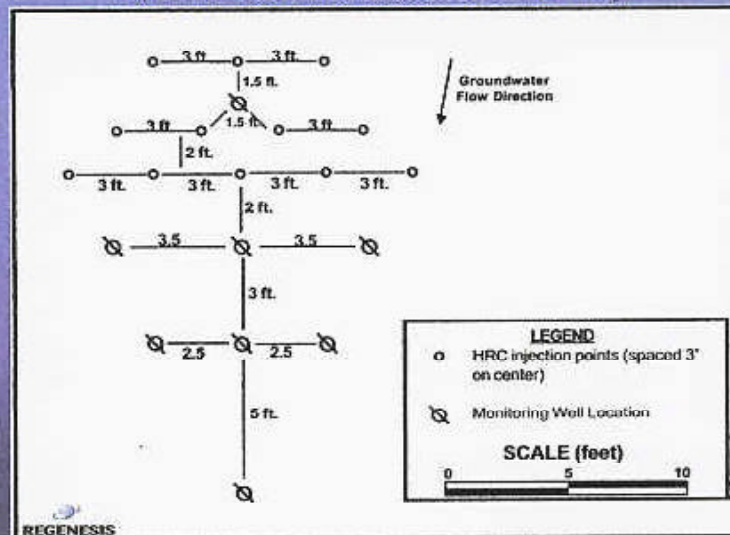 3 ft. 3 ft.
1.5 ft.
Groundwater
Flow Direction
3 ft 1.5 ft. 3 ft.
2 ft.
3 ft. 3 ft. 3 ft. 3 ft.
2 ft.
3.5 3.5
3 ft.
2.5 2.5
5 ft.
LEGEND
HRC injection points (spaced 3'
on center)
Monitoring Well Location
SCALE (feet)
0 5 10
REGENESIS